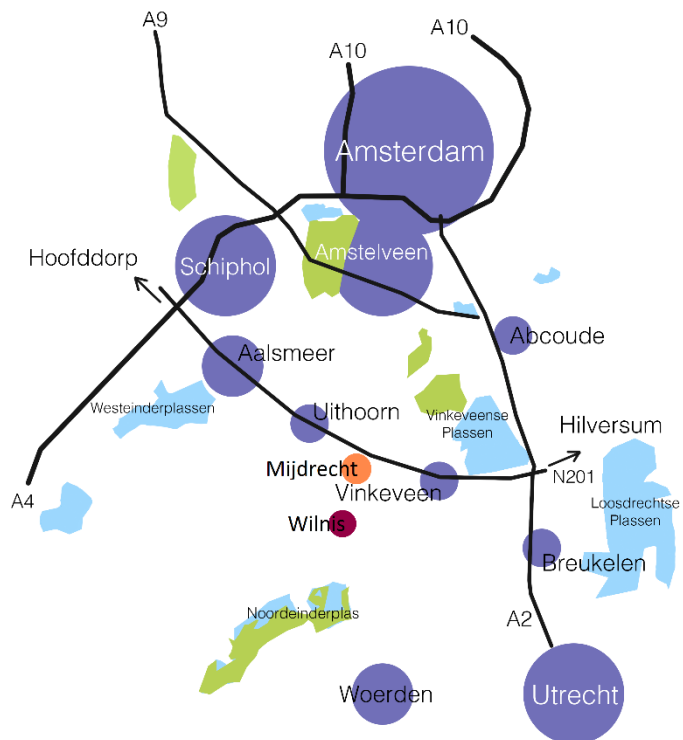 A9
A10
A10
Amsterdam
Hoofddorp
Schiphol
Amstelveen
Abcoude
Aalsmeer
Westeinderplassen
Uithoorn
Vinkeveense
Plassen
Hilversum
Mijdrecht
N201
A4
Vinkeveen
Loosdrechtse
Plassen
Wilnis
Breukelen
Noordeinderplas
A2
Woerden
Utrecht